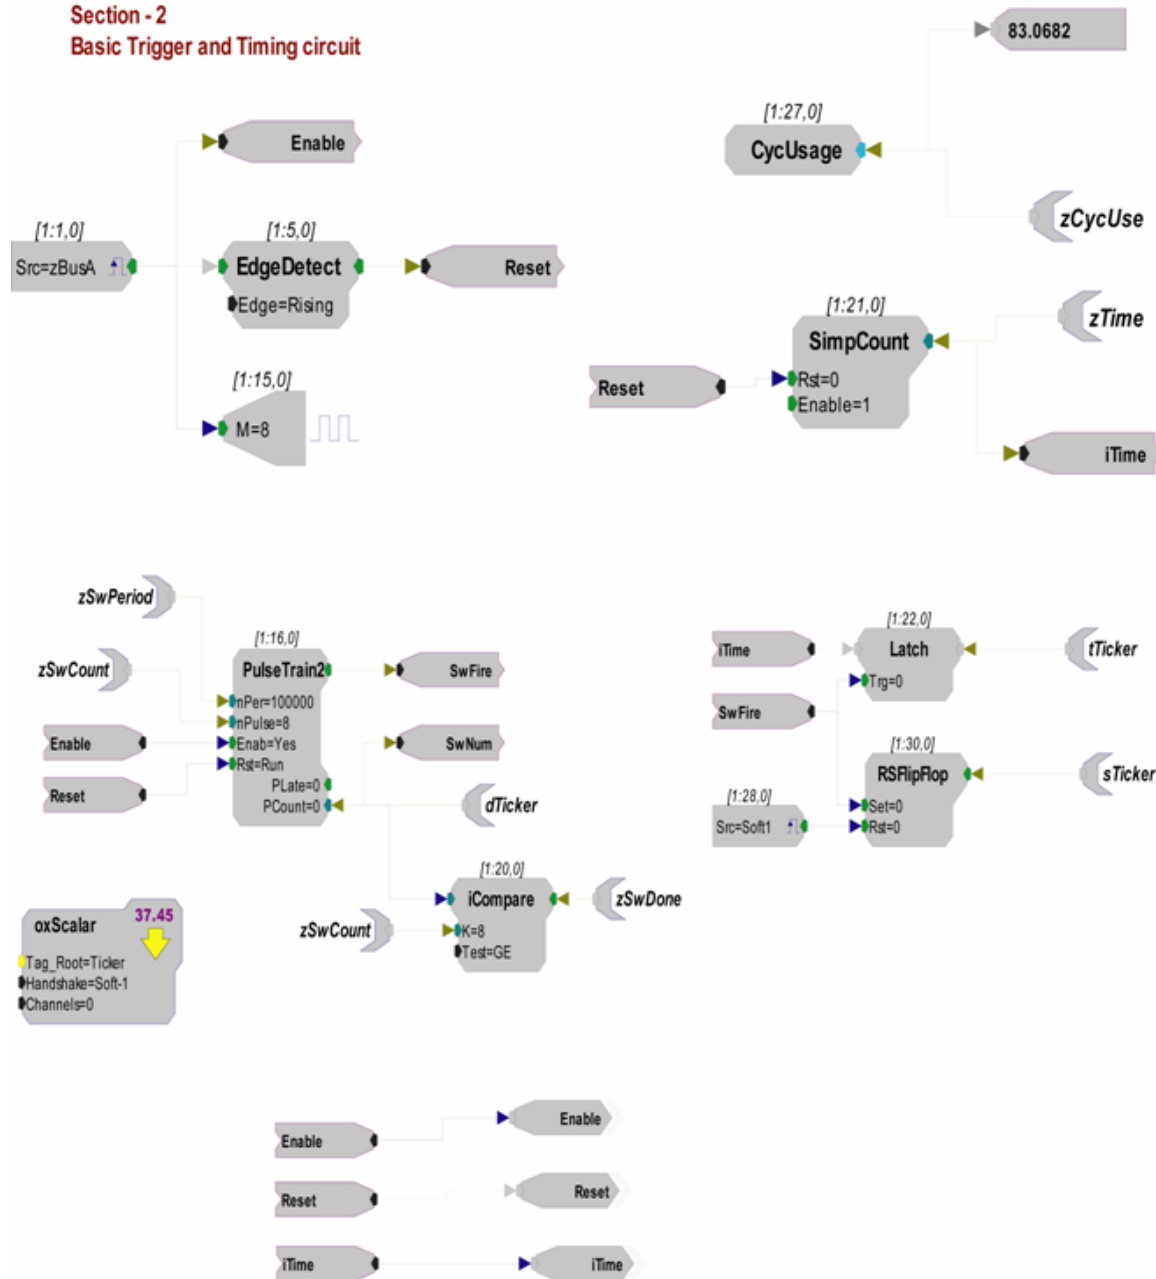 Section - 2
Basic Trigger and Timing circuit
83.0682
[1:27,0]
CycUsage
zCycUse
Enable
[1:1,0]
Src=zBusA
[1:5,0]
EdgeDetect
Edge=Rising
Reset
[1:15,0]
M=8
[1:21,0]
SimpCount
Rst=0
Enable=1
zTime
Reset
iTime
zSwPeriod
zSwCount
[1:16,0]
PulseTrain2
nPer=100000
nPulse=8
Enab=Yes
Rst=Run
PLate=0
PCount=0
Enable
Reset
SwFire
SwNum
dTicker
[1:20,0]
iCompare
K=8
Test=GE
zSwCount
zSwDone
[1:22,0]
Latch
Trg=0
iTime
SwFire
tTicker
[1:30,0]
RSFlipFlop
Set=0
Rst=0
[1:28,0]
Src=Soft1
sTicker
oxScalar
37.45
Tag_Root=Ticker
Handshake=Soft-1
Channels=0
Enable
Enable
Reset
Reset
iTime
iTime